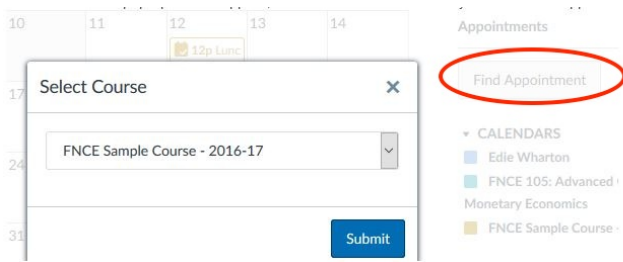 10 11 12 13 14
12p Lunc
17
24
31
Select Course ×
FNCE Sample Course - 2016-17
Submit
Appointments
Find Appointment
CALENDARS
Edie Wharton
FNCE 105: Advanced
Monetary Economics
FNCE Sample Course -